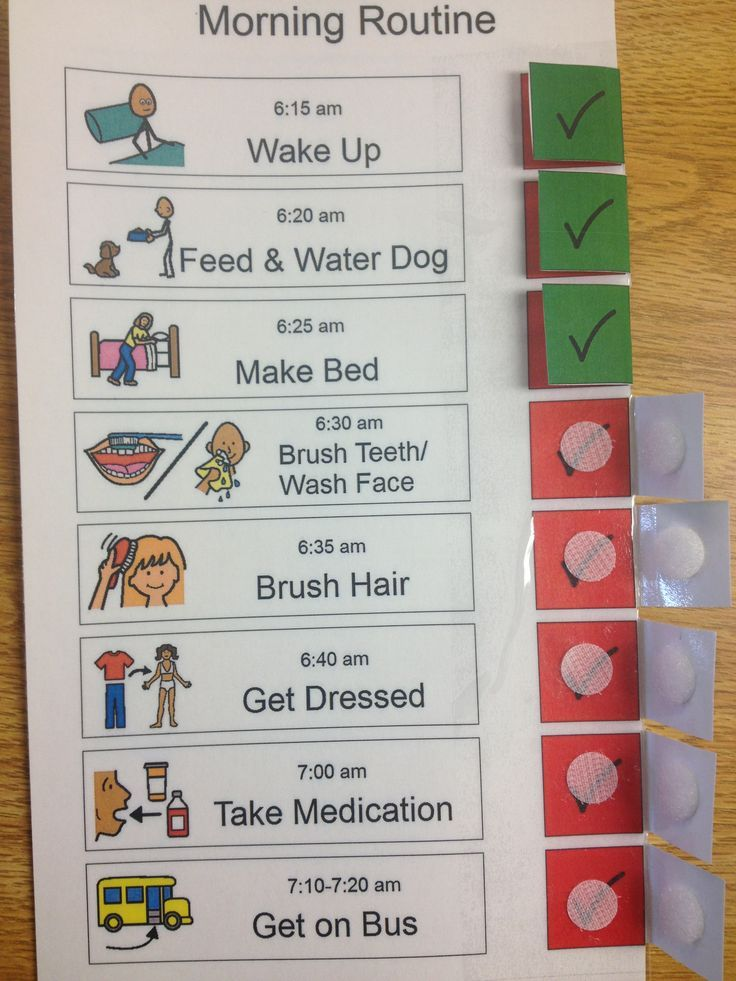 Morning Routine
6:15 am
Wake Up
6:20 am
Feed & Water Dog
6:25 am
Make Bed
6:30 am
Brush Teeth/
Wash Face
6:35 am
Brush Hair
6:40 am
Get Dressed
7:00 am
Take Medication
7:10-7:20 am
Get on Bus